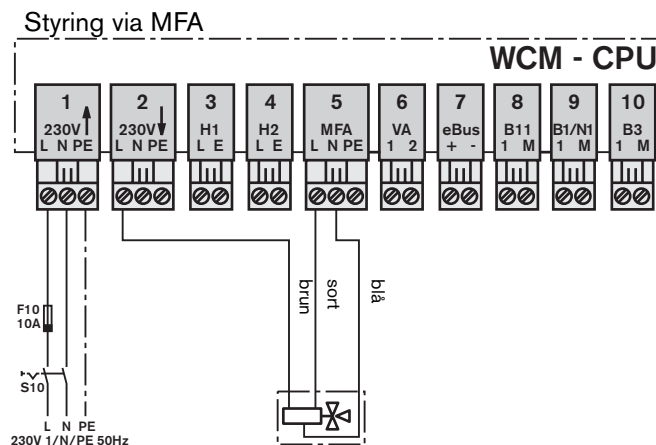 Styring via MFA
WCM - CPU
1 2 3 4 5 6 7 8 9 10
230V 230V H1 H2 MFA VA eBus B11 B1/N1 B3
L N PE L N PE L E L E L N PE 1 2 + - 1 M 1 M 1 M
brun
sort
blå
F10
10A
S10
L N PE
230V 1/N/PE 50Hz